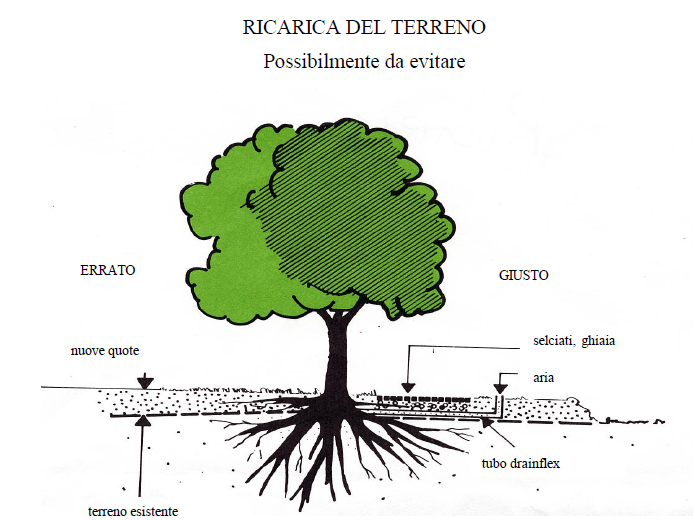 RICARICA DEL TERRENO
Possibilmente da evitare
ERRATO
GIUSTO
nuove quote
selciati, ghiaia
aria
tubo drainflex
terreno esistente